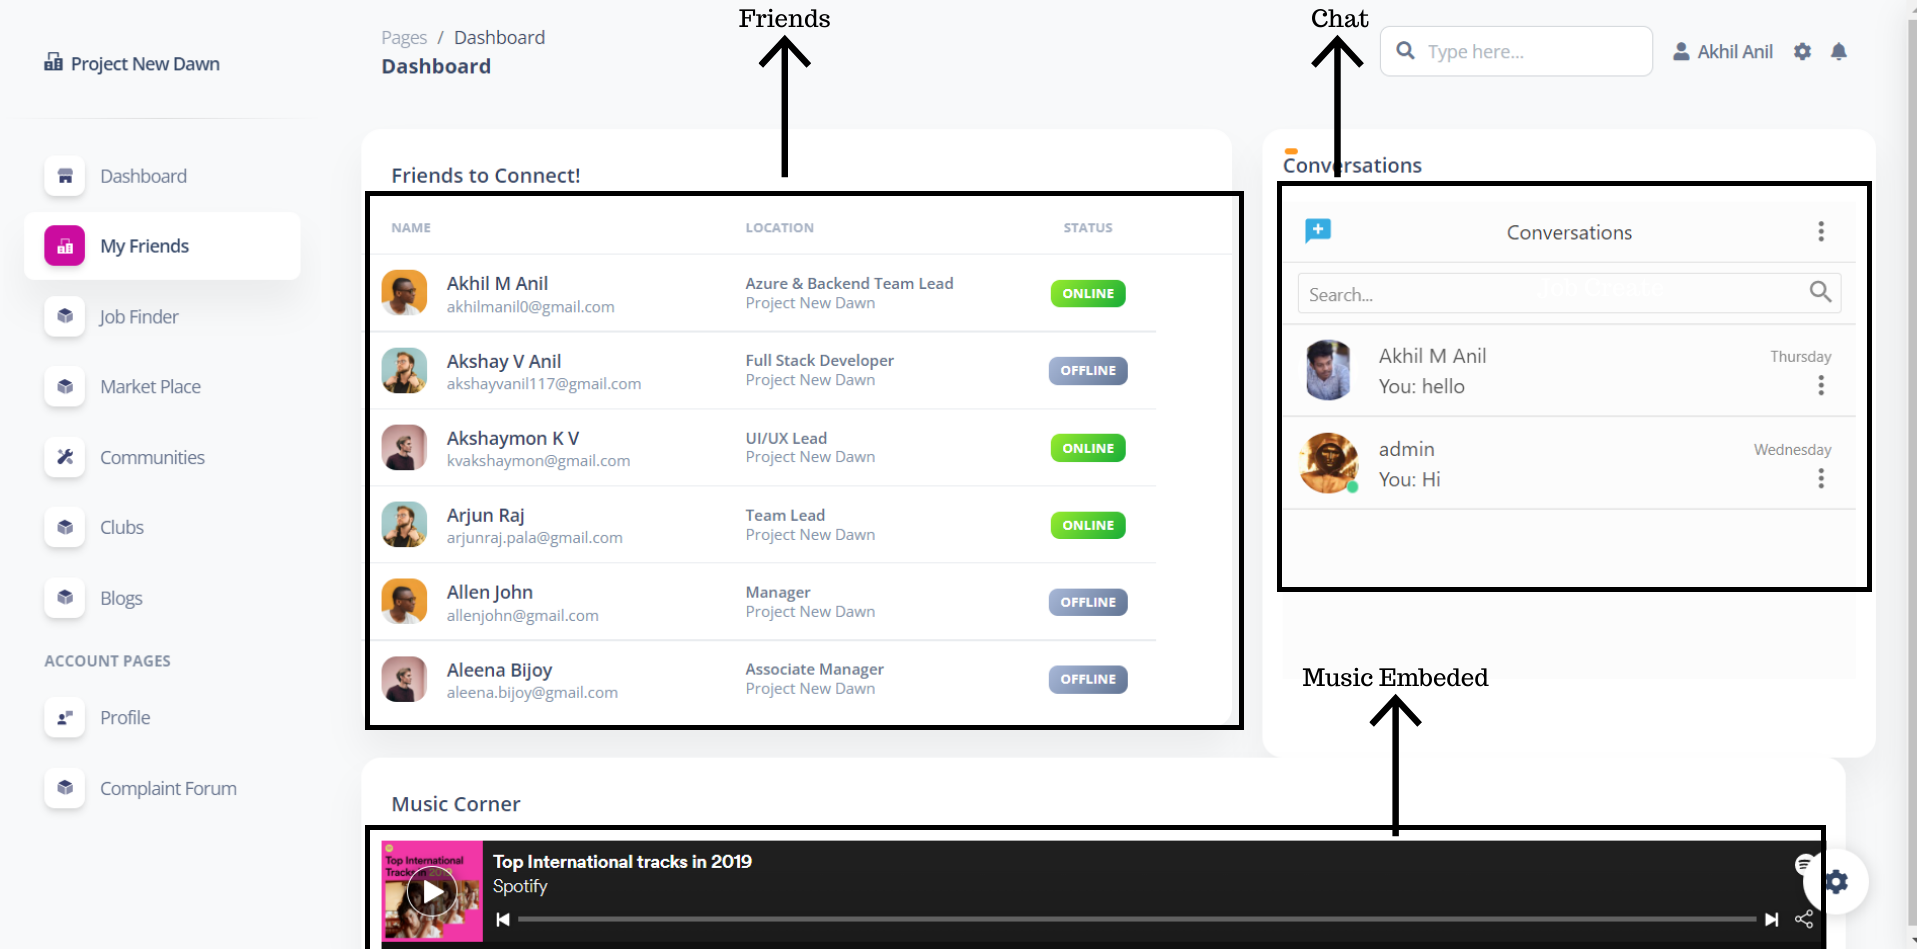 Friends
Chat
Pages / Dashboard
Dashboard
Type here...
Akhil Anil
Project New Dawn
Dashboard
My Friends
Job Finder
Market Place
Communities
Clubs
Blogs
ACCOUNT PAGES
Profile
Complaint Forum
Friends to Connect!
NAME LOCATION STATUS
Akhil M Anil
akhilmanil0@gmail.com
Azure & Backend Team Lead
Project New Dawn
ONLINE
Akshay V Anil
akshayvanil117@gmail.com
Full Stack Developer
Project New Dawn
OFFLINE
Akshaymon K V
kvakshaymon@gmail.com
UI/UX Lead
Project New Dawn
ONLINE
Arjun Raj
arjunraj.pala@gmail.com
Team Lead
Project New Dawn
ONLINE
Allen John
allenjohn@gmail.com
Manager
Project New Dawn
OFFLINE
Aleena Bijoy
aleena.bijoy@gmail.com
Associate Manager
Project New Dawn
OFFLINE
Conversations
Conversations
Search...
Job Create
Akhil M Anil
Thursday
You: hello
admin
Wednesday
You: Hi
Music Embeded
Music Corner
Top International
Tracks in 2019
Top International tracks in 2019
Spotify